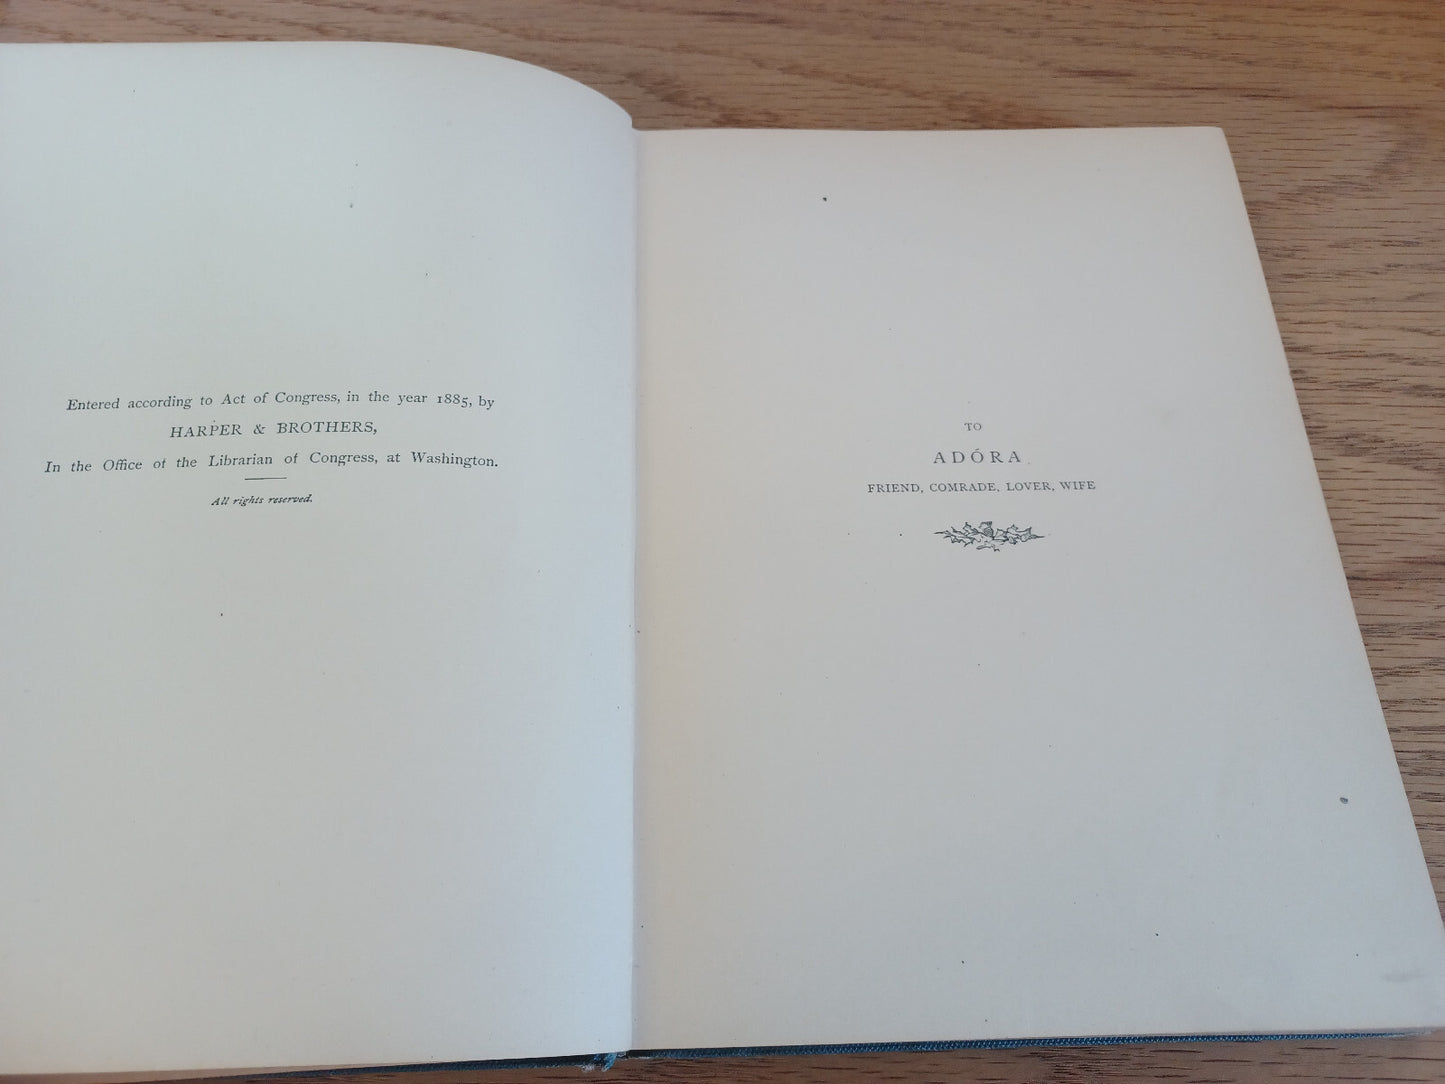 Entered according to Act of Congress, in the year 1885, by
HARPER & BROTHERS,
In the Office of the Librarian of Congress, at Washington.
All rights reserved.
TO
ADÓRA
FRIEND, COMRADE, LOVER, WIFE